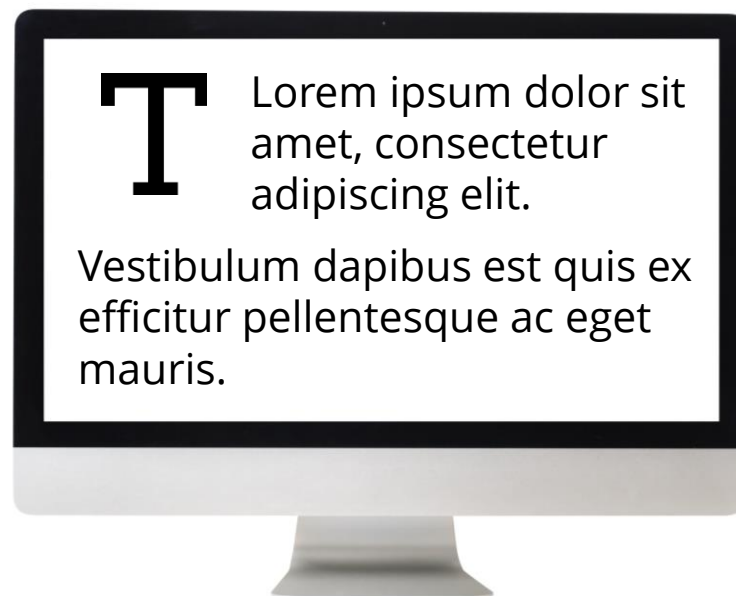 T
Lorem ipsum dolor sit
amet, consectetur
adipiscing elit.
Vestibulum dapibus est quis ex
efficitur pellentesque ac eget
mauris.